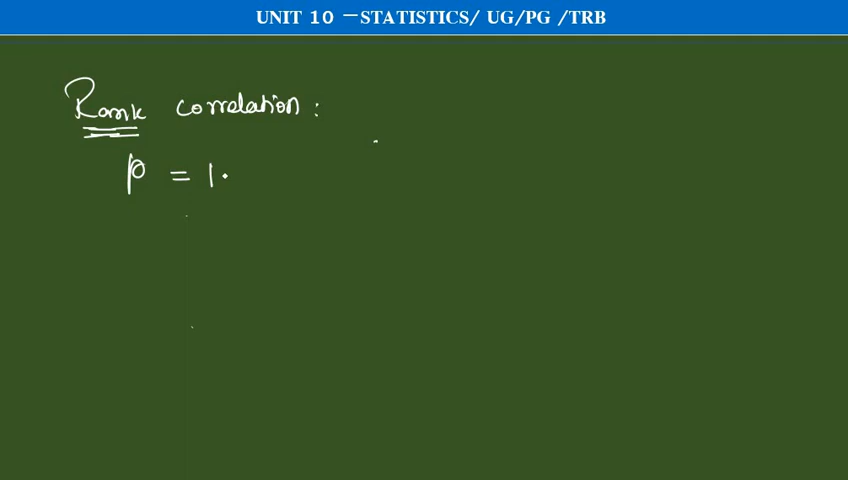 UNIT 10 –STATISTICS/ UG/PG /TRB
Rank correlation:
ρ = 1.